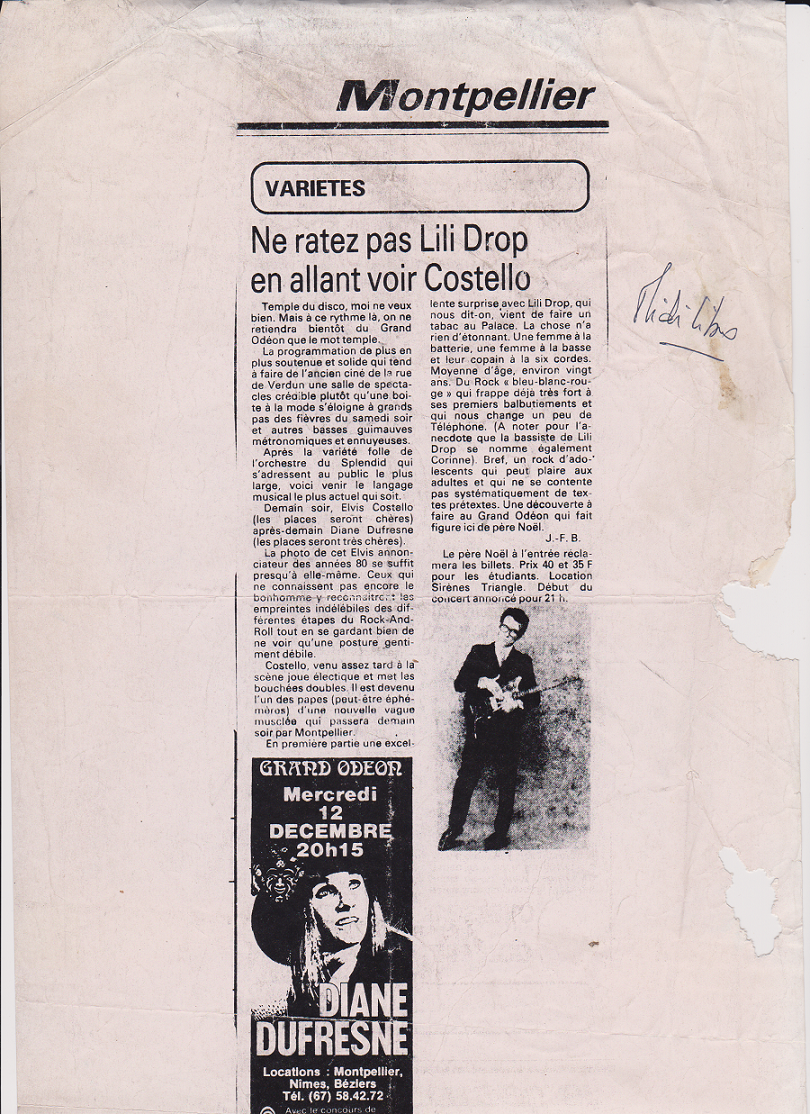 Montpellier
VARIETES
Ne ratez pas Lili Drop
en allant voir Costello
Temple du disco, moi ne veux
bien. Mais à ce rythme là, on ne
retiendra bientôt du Grand
Odéon que le mot temple.
La programmation de plus en
plus soutenue et solide qui tend
à faire de l'ancien ciné de la rue
de Verdun une salle de specta-
cles crédible plutôt qu'une boi-
te à la mode s'éloigne à grands
pas des fièvres du samedi soir
et autres basses guimauves
métronomiques et ennuyeuses.
Après la variété folle de
l'orchestre du Splendid qui
s'adressent au public le plus
large, voici venir le langage
musical le plus actuel qui soit.
Demain soir, Elvis Costello
(les places seront chères)
après-demain Diane Dufresne
(les places seront très chères).
La photo de cet Elvis annon-
ciateur des années 80 se suffit
presqu'à elle-même. Ceux qui
ne connaissent pas encore le
bonhomme y reconnaîtront les
empreintes indélébiles des dif-
férentes étapes du Rock-And-
Roll tout en se gardant bien de
ne voir qu'une posture genti-
ment débile.
Costello, venu assez tard à la
scène joue électique et met les
bouchées doubles. Il est devenu
l'un des papes (peut-être éphé-
mères) d'une nouvelle vague
musclée qui passera demain
soir par Montpellier.
En première partie une excel-
lente surprise avec Lili Drop, qui
nous dit-on, vient de faire un
tabac au Palace. La chose n'a
rien d'étonnant. Une femme à la
batterie, une femme à la basse
et leur copain à la six cordes.
Moyenne d'âge, environ vingt
ans. Du Rock « bleu-blanc-rou-
ge » qui frappe déjà très fort à
ses premiers balbutiements et
qui nous change un peu de
Téléphone. (A noter pour l'a-
necdote que la bassiste de Lili
Drop se nomme également
Corinne). Bref, un rock d'ado-
lescents qui peut plaire aux
adultes et qui ne se contente
pas systématiquement de tex-
tes prétextes. Une découverte à
faire au Grand Odéon qui fait
figure ici de père Noël.
J.-F. B.
Le père Noël à l'entrée récla-
mera les billets. Prix 40 et 35 F
pour les étudiants. Location
Sirènes Triangle. Début du
concert annoncé pour 21 h.
Midi Libre
GRAND ODEON
Mercredi
12
DECEMBRE
20h15
DIANE
DUFRESNE
Locations : Montpellier,
Nimes, Béziers
Tél. (67) 58.42.72
Avec le concours de